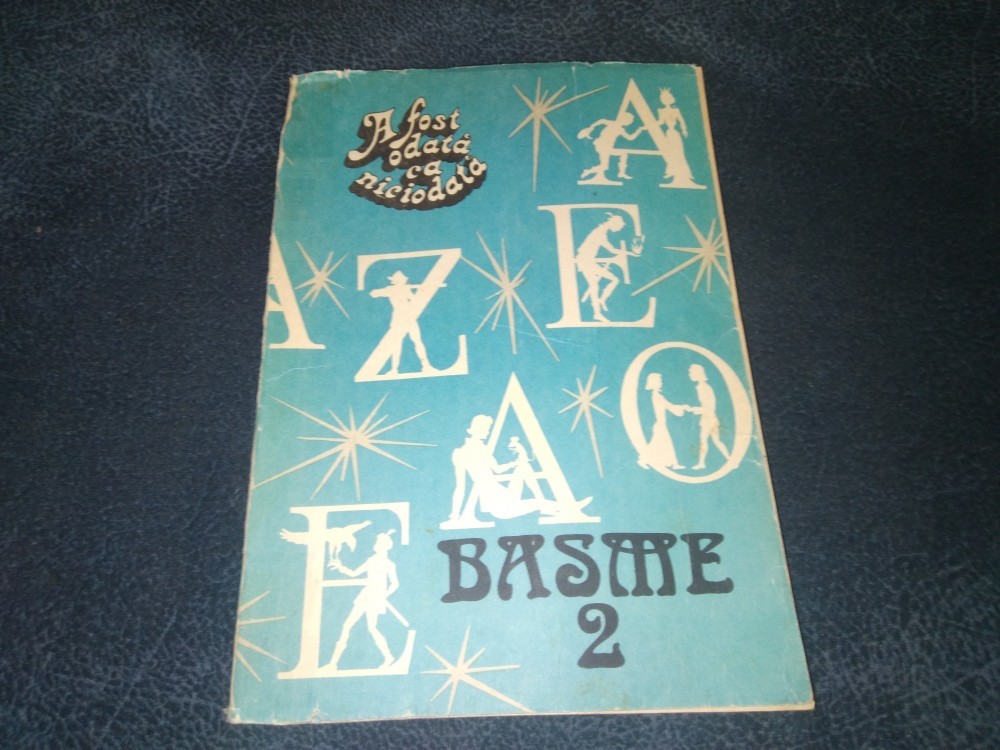 A fost
odată
ca
niciodată
A
E
A Z
O
A
E
BASME
2